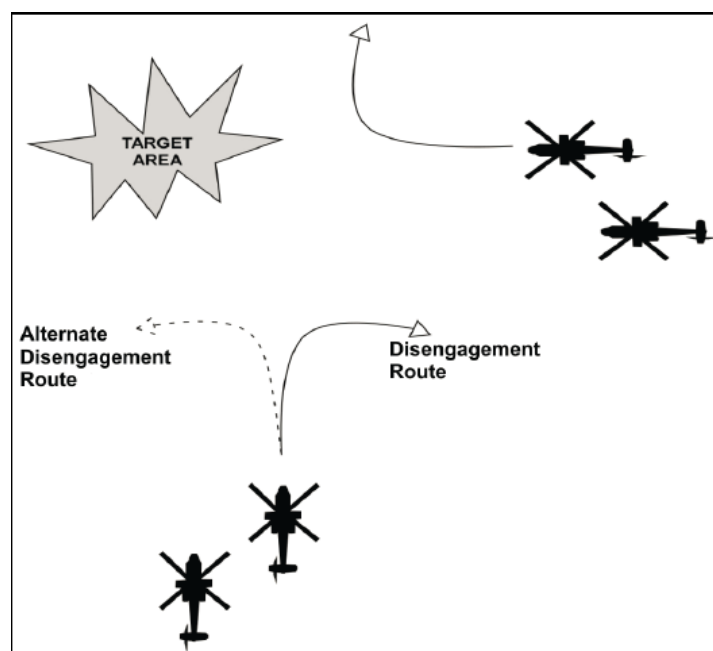 TARGET
AREA
Alternate
Disengagement
Route
Disengagement
Route